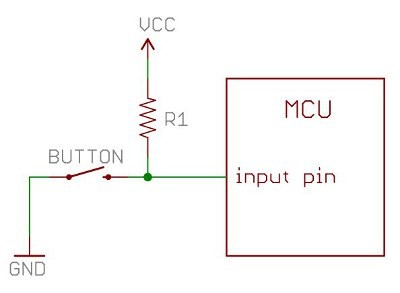 VCC
R1
MCU
BUTTON
input pin
GND